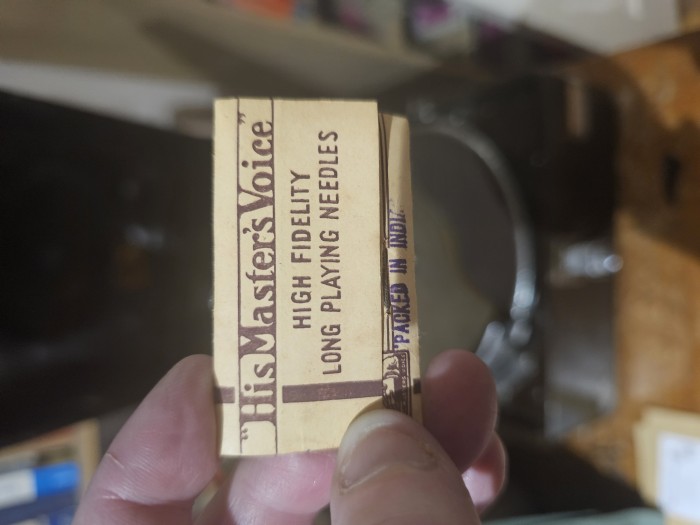 "His Master's Voice"
HIGH FIDELITY
LONG PLAYING NEEDLES
"PACKED IN INDIA